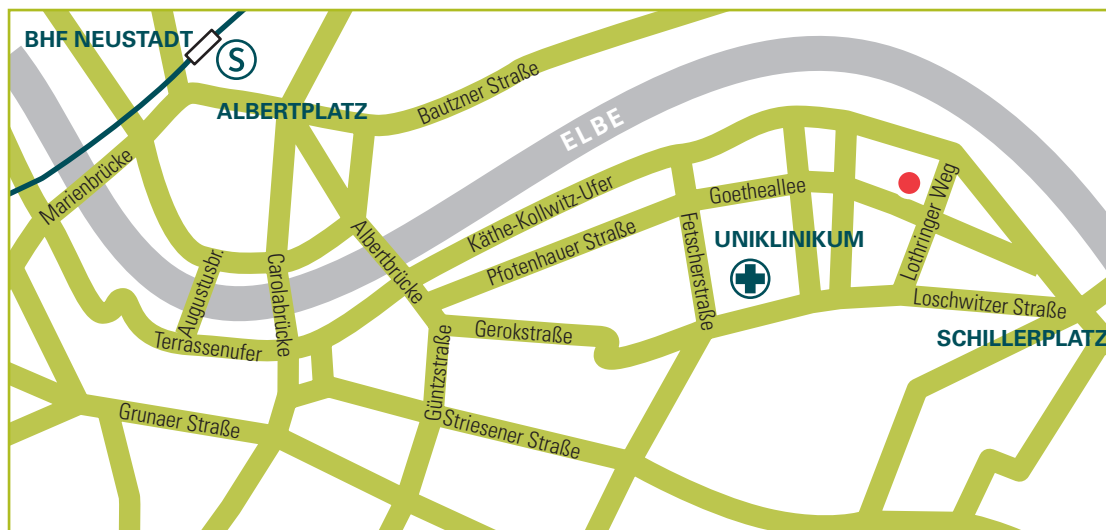 BHF NEUSTADT
S
ALBERTPLATZ
Bautzner Straße
ELBE
Marienbrücke
Käthe-Kollwitz-Ufer
Goetheallee
Lothringer Weg
Albertbrücke
Pfotenhauer Straße
Fetscherstraße
UNIKLINIKUM
Augustusbr.
Carolabrücke
Terrassenufer
Gerokstraße
Loschwitzer Straße
SCHILLERPLATZ
Güntzstraße
Grunaer Straße
Striesener Straße